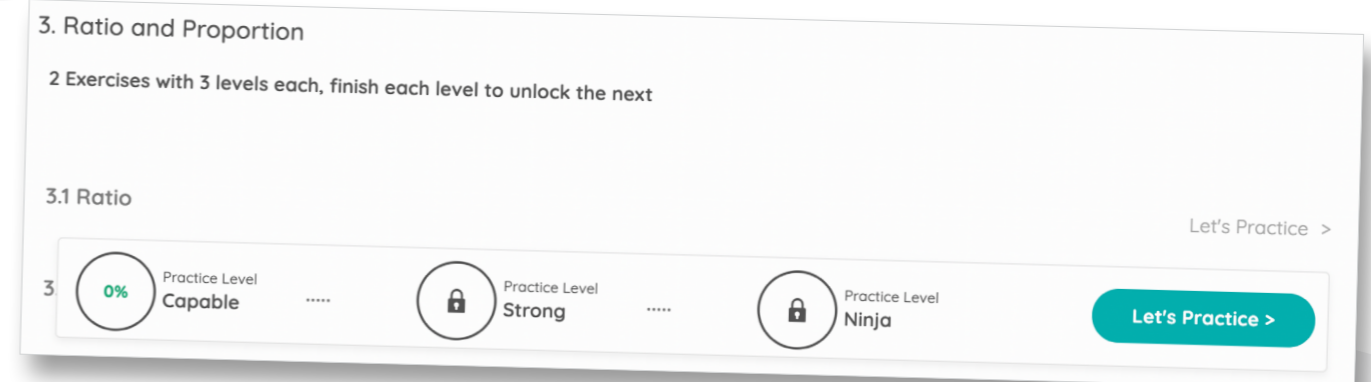 3. Ratio and Proportion
2 Exercises with 3 levels each, finish each level to unlock the next
3.1 Ratio
Let's Practice >
3
0%
Practice Level
Capable
.....
Practice Level
Strong
.....
Practice Level
Ninja
Let's Practice >